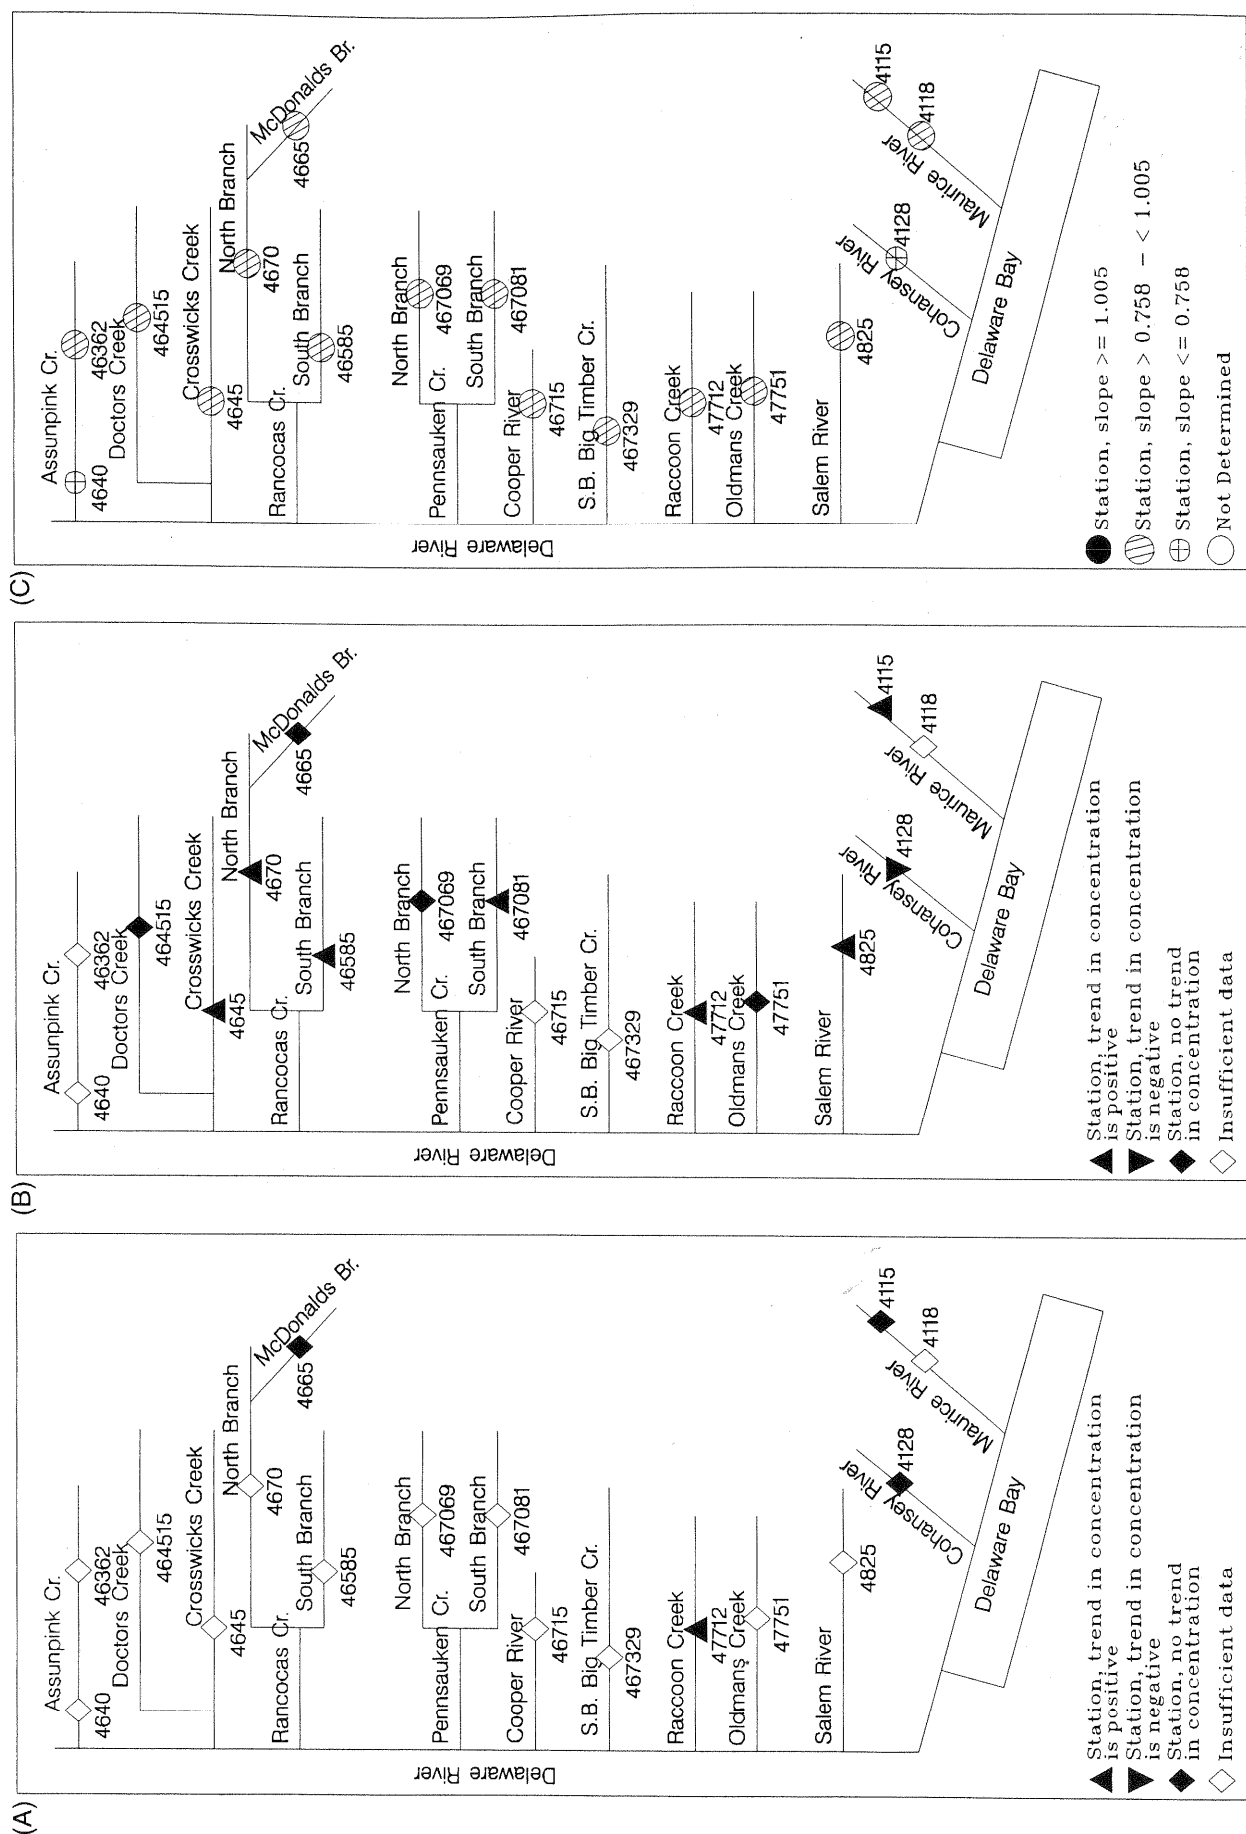 (A)
Assunpink Cr.
4640
46362
Doctors Creek
464515
Crosswicks Creek
4645
North Branch
McDonalds Br.
4670
4665
Rancocas Cr.
South Branch
46585
North Branch
467069
Pennsauken Cr.
South Branch
467081
Cooper River
46715
S.B. Big Timber Cr.
467329
Delaware River
Raccoon Creek
47712
Oldmans Creek
47751
Salem River
4825
Cohansey River
4128
Maurice River
4115
4118
Delaware Bay
Station, trend in concentration
is positive
Station, trend in concentration
is negative
Station, no trend
in concentration
Insufficient data
(B)
Assunpink Cr.
4640
46362
Doctors Creek
464515
Crosswicks Creek
4645
North Branch
McDonalds Br.
4670
4665
Rancocas Cr.
South Branch
46585
North Branch
467069
Pennsauken Cr.
South Branch
467081
Cooper River
46715
S.B. Big Timber Cr.
467329
Delaware River
Raccoon Creek
47712
Oldmans Creek
47751
Salem River
4825
Cohansey River
4128
Maurice River
4115
4118
Delaware Bay
Station, trend in concentration
is positive
Station, trend in concentration
is negative
Station, no trend
in concentration
Insufficient data
(C)
Assunpink Cr.
4640
46362
Doctors Creek
464515
Crosswicks Creek
4645
North Branch
McDonalds Br.
4670
4665
Rancocas Cr.
South Branch
46585
North Branch
467069
Pennsauken Cr.
South Branch
467081
Cooper River
46715
S.B. Big Timber Cr.
467329
Delaware River
Raccoon Creek
47712
Oldmans Creek
47751
Salem River
4825
Cohansey River
4128
Maurice River
4115
4118
Delaware Bay
Station, slope >= 1.005
Station, slope > 0.758 - < 1.005
Station, slope <= 0.758
Not Determined